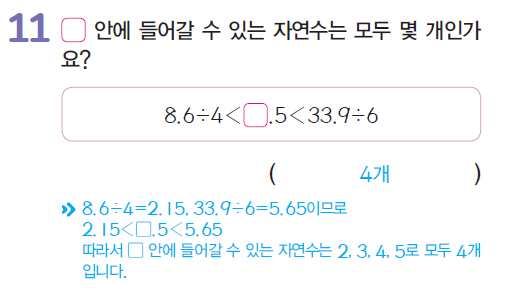 11 □ 안에 들어갈 수 있는 자연수는 모두 몇 개인가
요?
8.6÷4<□.5<33.9÷6
( 4개 )
» 8.6÷4=2.15, 33.9÷6=5.65이므로
2.15<□.5<5.65
따라서 □ 안에 들어갈 수 있는 자연수는 2, 3, 4, 5로 모두 4개
입니다.